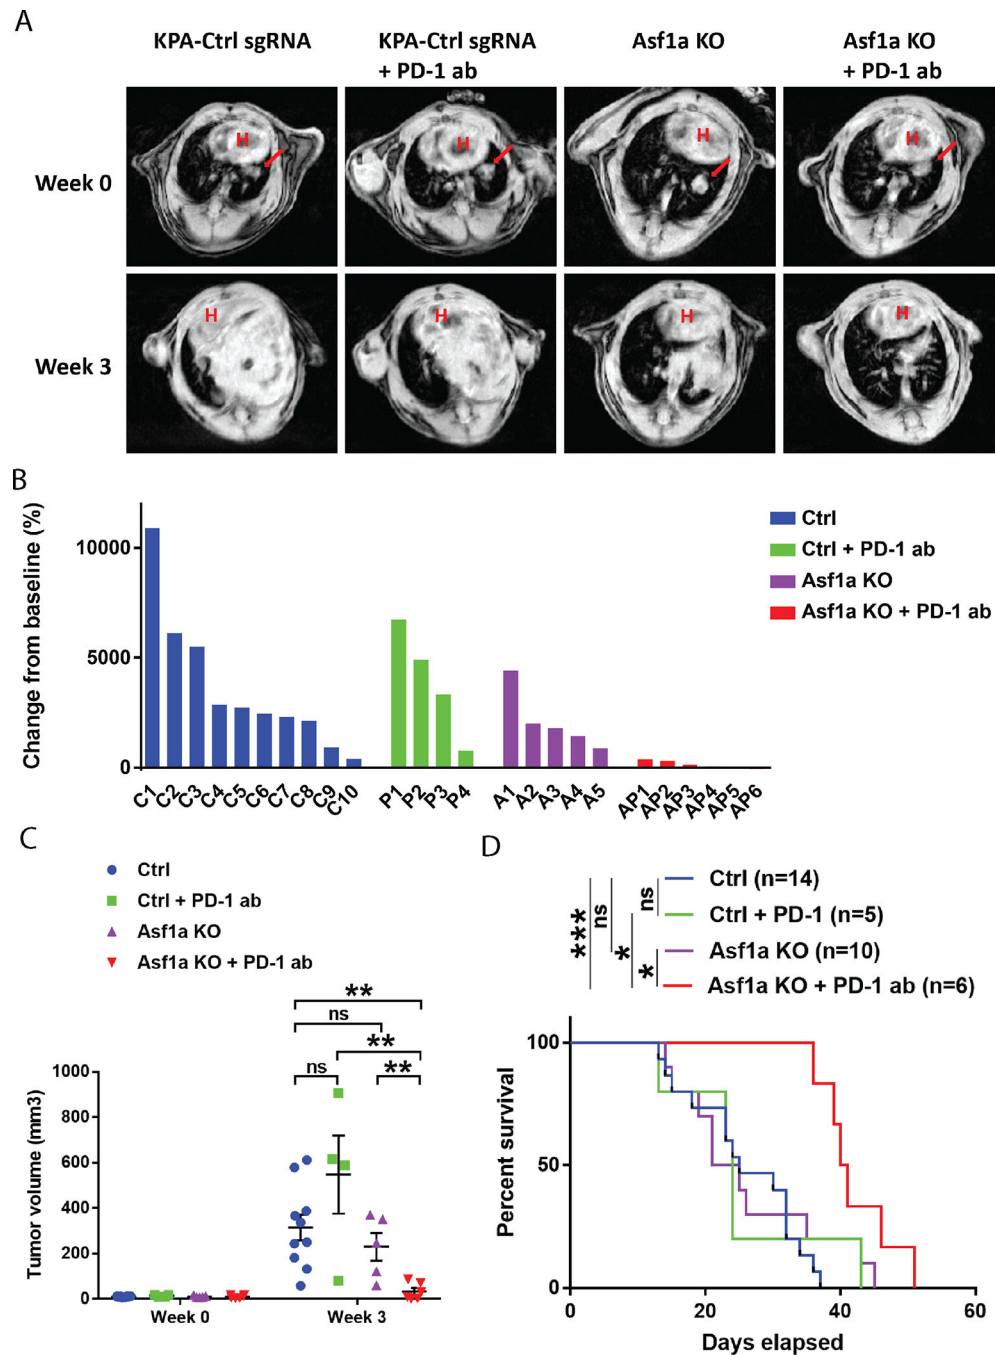 A
KPA-Ctrl sgRNA
KPA-Ctrl sgRNA
+ PD-1 ab
Asf1a KO
Asf1a KO
+ PD-1 ab
Week 0
H
H
H
H
Week 3
H
H
H
H
B
Change from baseline (%)
10000
5000
0
C1
C2
C3
C4
C5
C6
C7
C8
C9
C10
P1
P2
P3
P4
A1
A2
A3
A4
A5
AP1
AP2
AP3
AP4
AP5
AP6
Ctrl
Ctrl + PD-1 ab
Asf1a KO
Asf1a KO + PD-1 ab
C
Ctrl
Ctrl + PD-1 ab
Asf1a KO
Asf1a KO + PD-1 ab
**
ns
**
ns
**
Tumor volume (mm3)
1000
800
600
400
200
0
Week 0
Week 3
D
***
ns
*
*
ns
Ctrl (n=14)
Ctrl + PD-1 (n=5)
Asf1a KO (n=10)
Asf1a KO + PD-1 ab (n=6)
Percent survival
100
50
0
0
20
40
60
Days elapsed